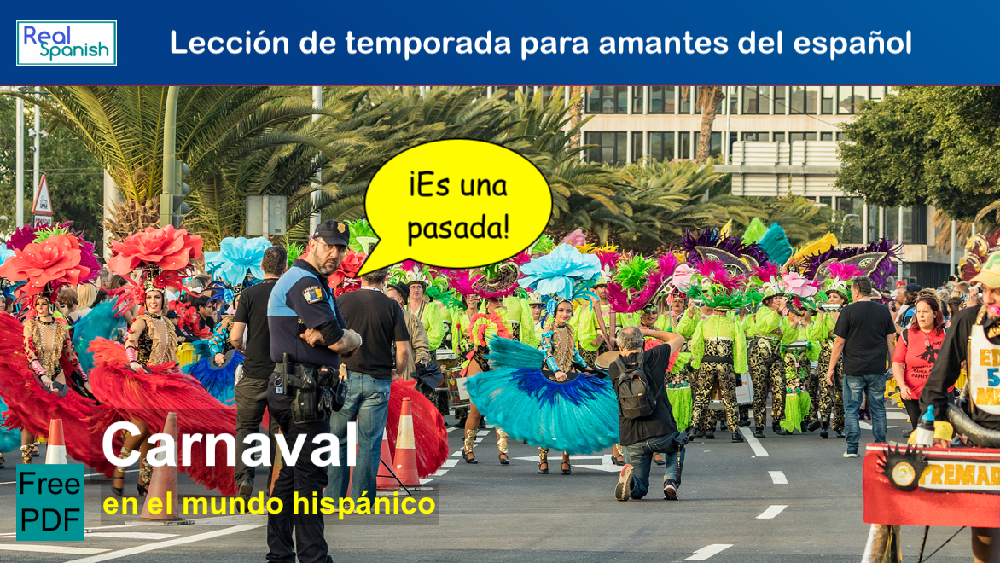 Real
Spanish
Lección de temporada para amantes del español
¡Es una
pasada!
Carnaval
en el mundo hispánico
Free
PDF
PREMAD